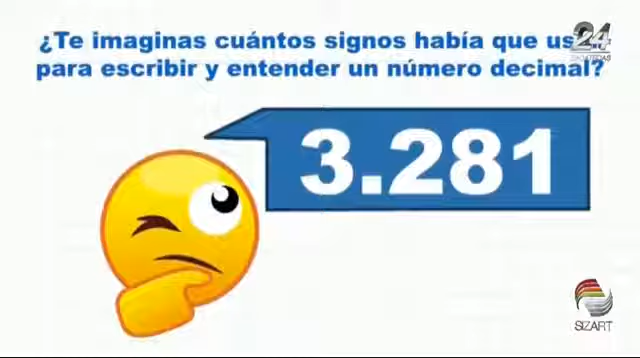 ¿Te imaginas cuántos signos había que
para escribir y entender un número decimal?
3.281
24
SIZART